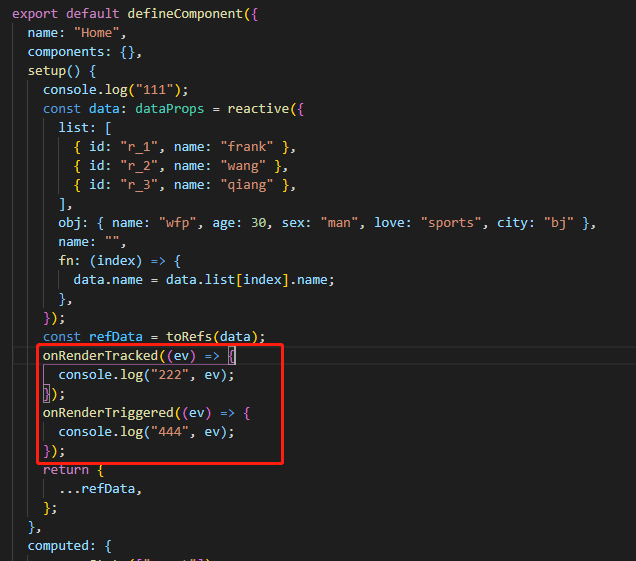 export default defineComponent({
name: "Home",
components: {},
setup() {
console.log("111");
const data: dataProps = reactive({
list: [
{ id: "r_1", name: "frank" },
{ id: "r_2", name: "wang" },
{ id: "r_3", name: "qiang" },
],
obj: { name: "wfp", age: 30, sex: "man", love: "sports", city: "bj" },
name: "",
fn: (index) => {
data.name = data.list[index].name;
},
});
const refData = toRefs(data);
onRenderTracked((ev) => {
console.log("222", ev);
});
onRenderTriggered((ev) => {
console.log("444", ev);
});
return {
...refData,
};
},
computed: {